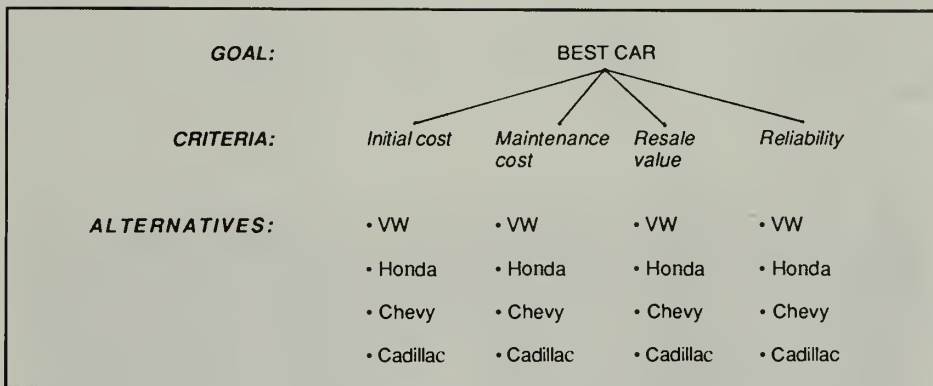 GOAL: BEST CAR
CRITERIA: Initial cost Maintenance cost Resale value Reliability
ALTERNATIVES: • VW • VW • VW • VW
• Honda • Honda • Honda • Honda
• Chevy • Chevy • Chevy • Chevy
• Cadillac • Cadillac • Cadillac • Cadillac